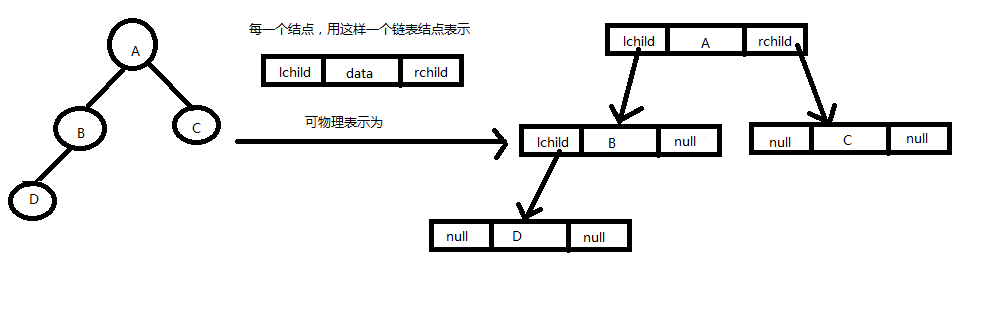 A
B
C
D
每一个结点，用这样一个链表结点表示
lchild data rchild
可物理表示为
lchild A rchild
lchild B null
null C null
null D null